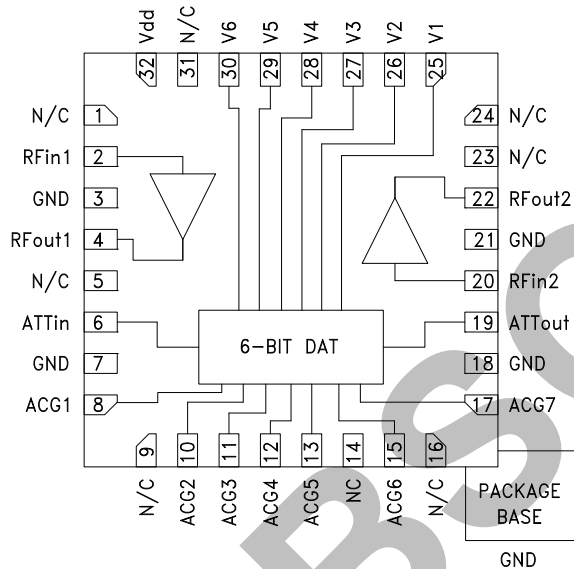 Vdd
N/C
V6
V5
V4
V3
V2
V1
32
31
30
29
28
27
26
25
N/C 1
RFin1 2
GND 3
RFout1 4
N/C 5
ATTin 6
GND 7
ACG1 8
24 N/C
23 N/C
22 RFout2
21 GND
20 RFin2
19 ATTout
18 GND
17 ACG7
6-BIT DAT
9
10
11
12
13
14
15
16
N/C
ACG2
ACG3
ACG4
ACG5
NC
ACG6
N/C
PACKAGE
BASE
GND
BSO